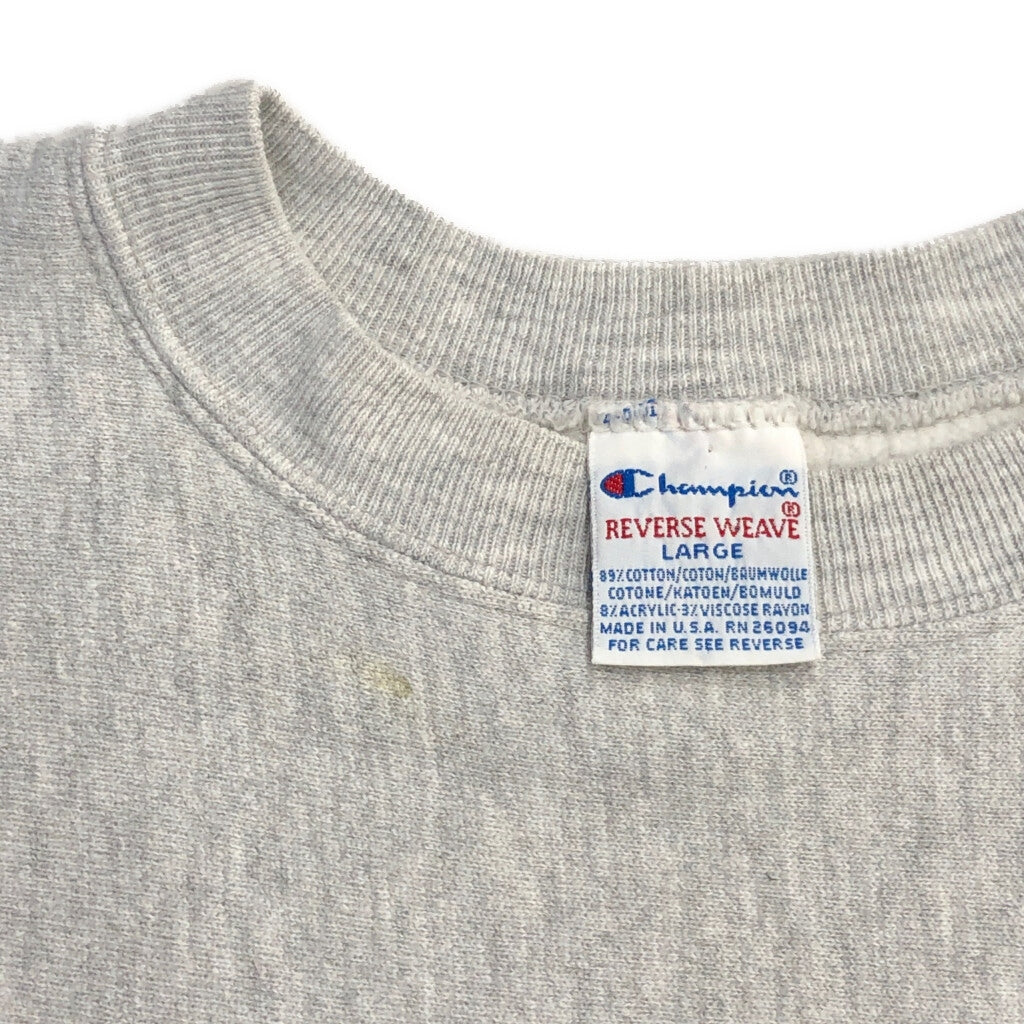 Champion®
REVERSE WEAVE®
LARGE
89% COTTON/COTON/BAUMWOLLE
COTONE/KATOEN/BOMULD
8% ACRYLIC-3% VISCOSE RAYON
MADE IN U.S.A. RN 26094
FOR CARE SEE REVERSE